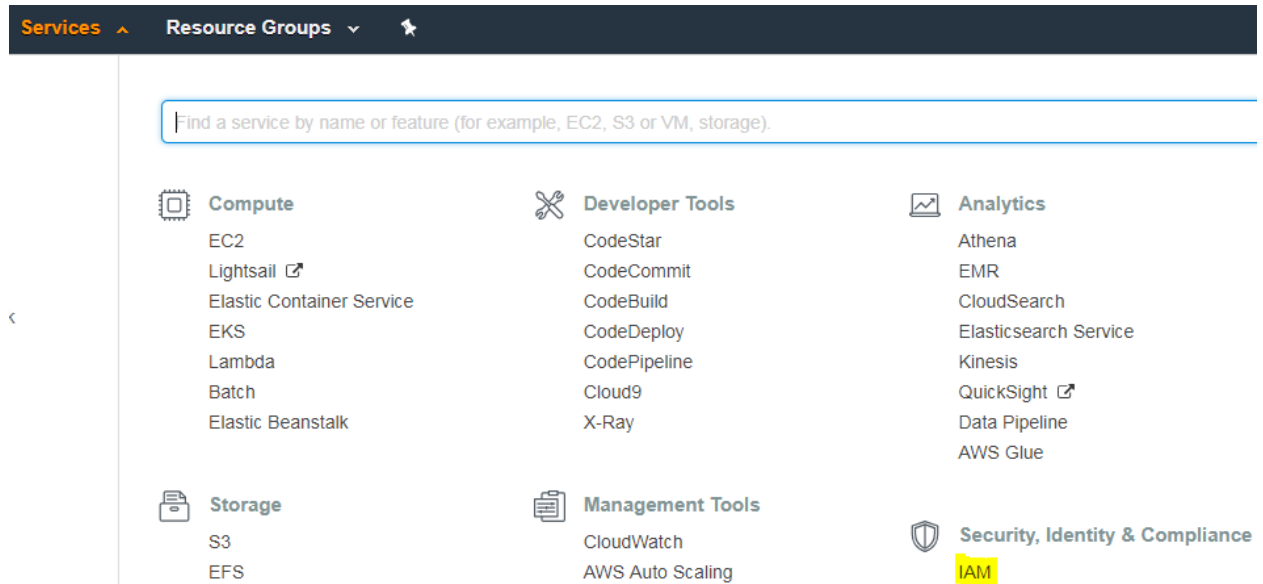 Services Resource Groups
Find a service by name or feature (for example, EC2, S3 or VM, storage).
Compute
EC2
Lightsail
Elastic Container Service
EKS
Lambda
Batch
Elastic Beanstalk
Storage
S3
EFS
Developer Tools
CodeStar
CodeCommit
CodeBuild
CodeDeploy
CodePipeline
Cloud9
X-Ray
Management Tools
CloudWatch
AWS Auto Scaling
Analytics
Athena
EMR
CloudSearch
Elasticsearch Service
Kinesis
QuickSight
Data Pipeline
AWS Glue
Security, Identity & Compliance
IAM